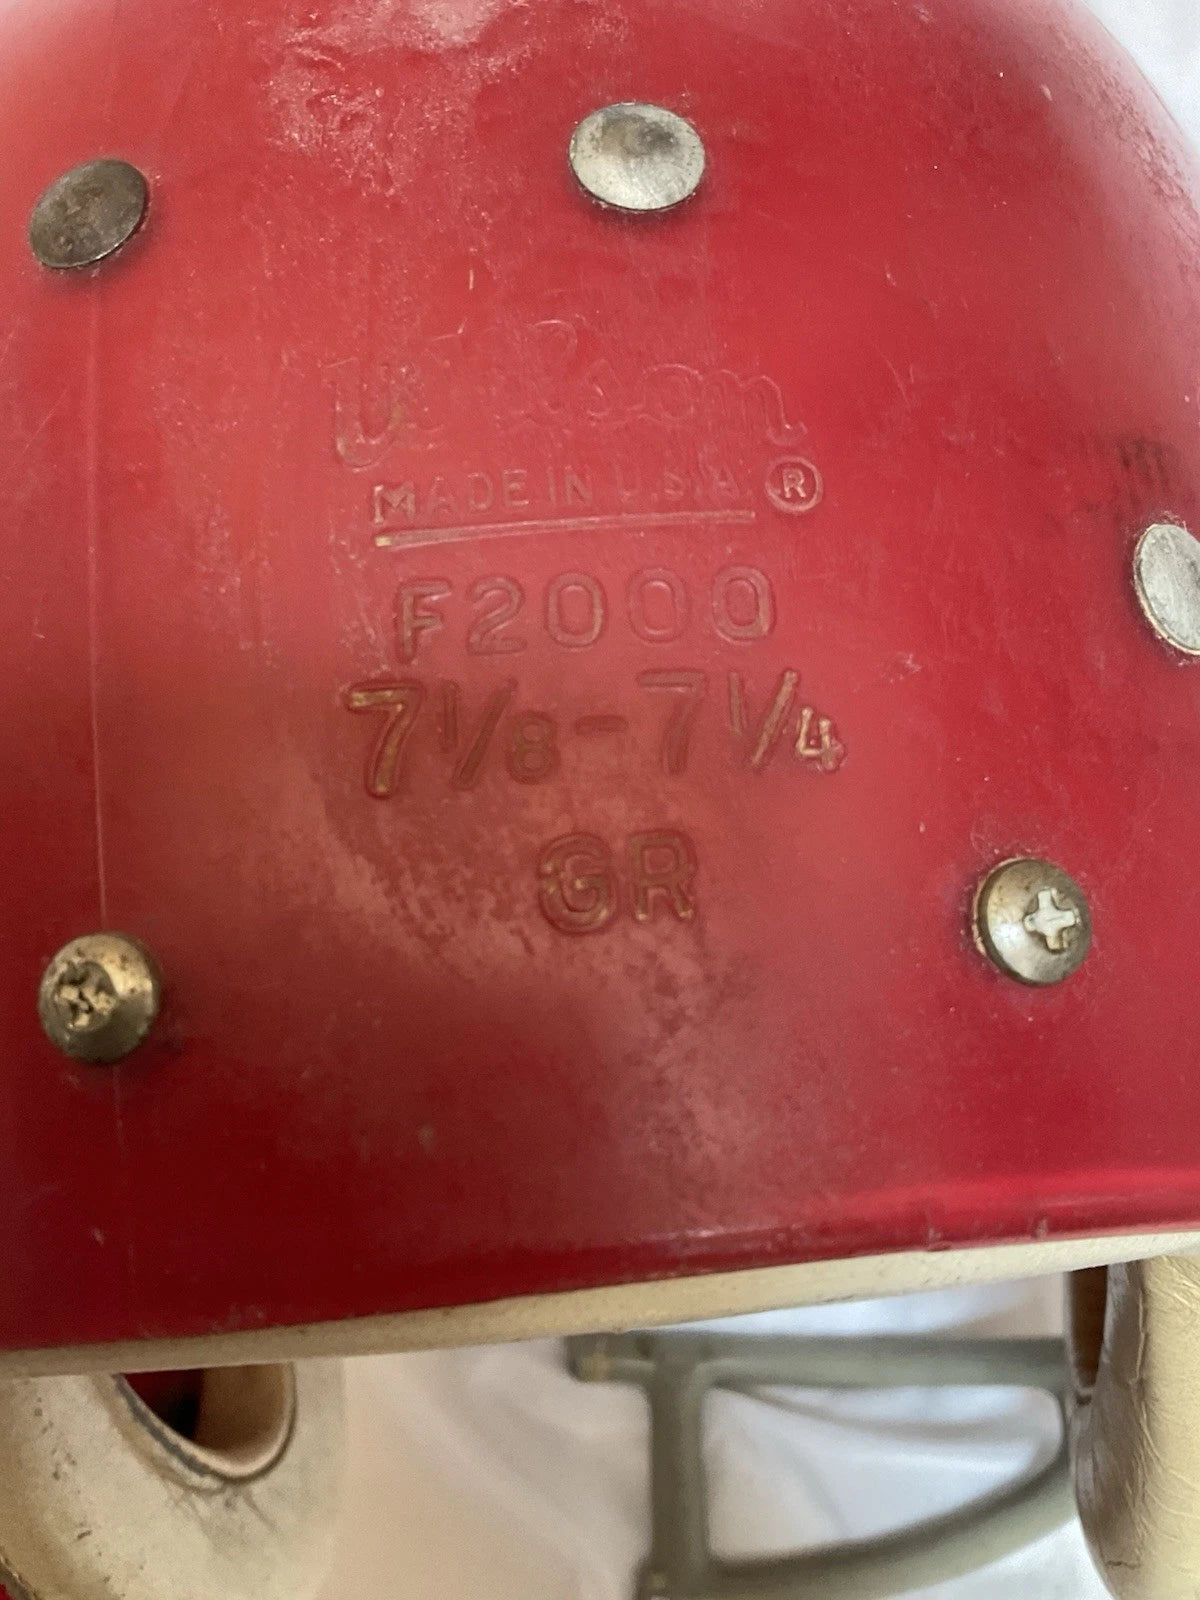 Wilson
MADE IN U.S.A. ®
F2000
7 1/8 - 7 1/4
GR